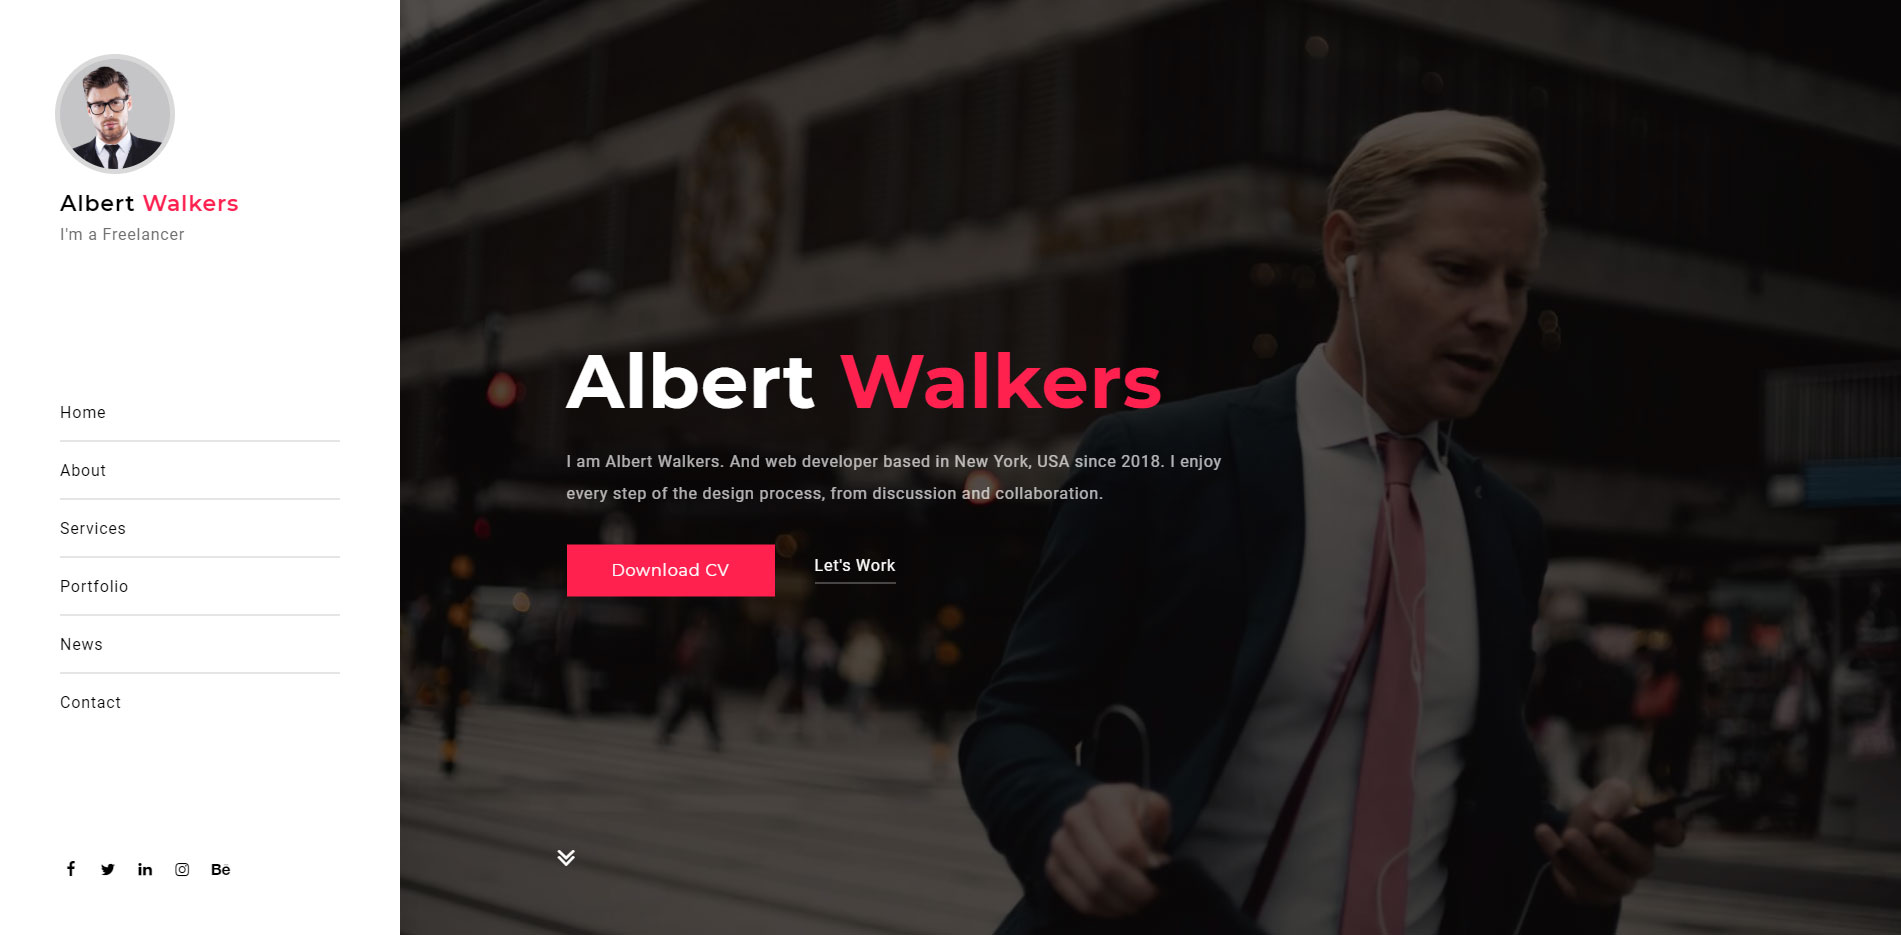 Albert Walkers
I'm a Freelancer
Home
About
Services
Portfolio
News
Contact
Bē
Albert Walkers
I am Albert Walkers. And web developer based in New York, USA since 2018. I enjoy
every step of the design process, from discussion and collaboration.
Download CV
Let's Work